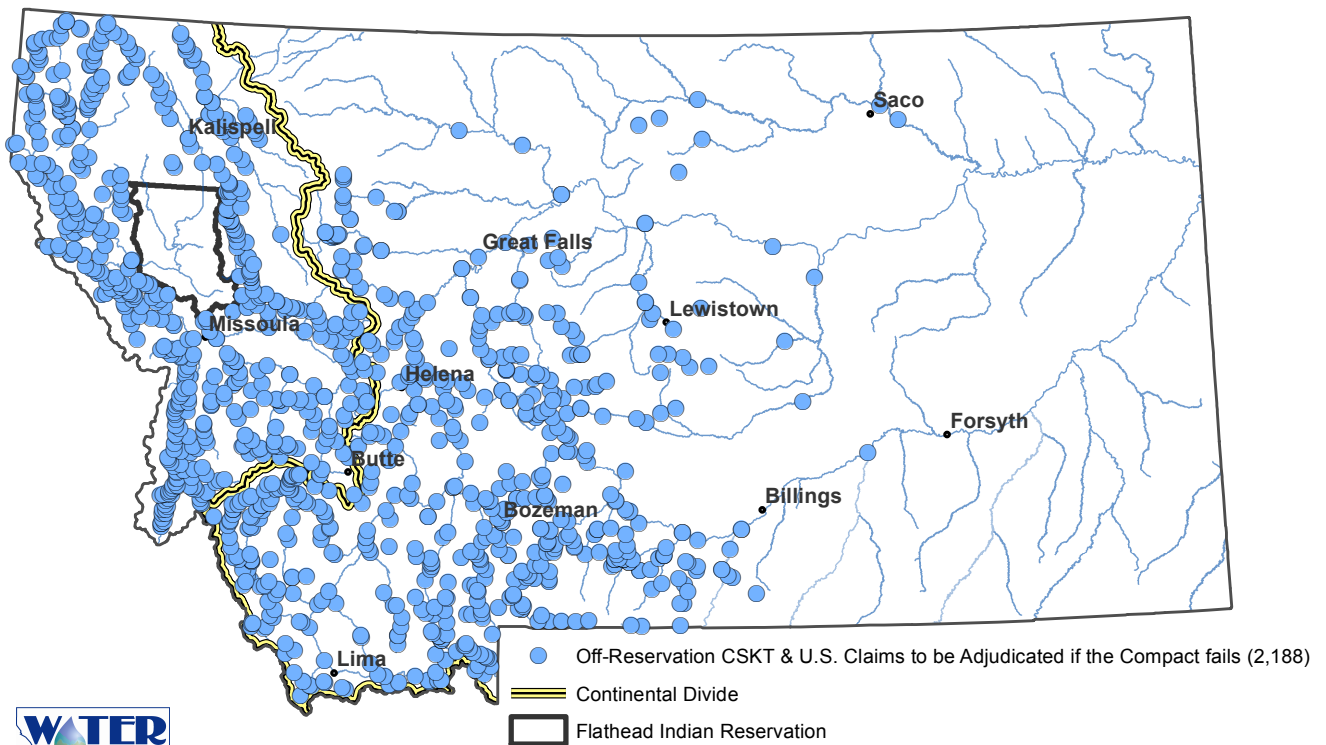 Saco
Kalispell
Great Falls
Lewistown
Missoula
Helena
Forsyth
Butte
Billings
Bozeman
Lima
Off-Reservation CSKT & U.S. Claims to be Adjudicated if the Compact fails (2,188)
Continental Divide
Flathead Indian Reservation
WATER